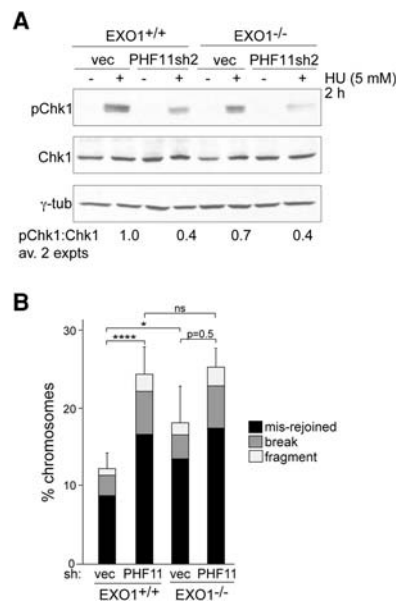 A
EXO1+/+ EXO1-/-
vec PHF11sh2 vec PHF11sh2
- + - + - + - + HU (5 mM)
2 h
pChk1
Chk1
γ-tub
pChk1:Chk1 1.0 0.4 0.7 0.4
av. 2 expts
B
ns
*
**** p=0.5
30
20
10
0
% chromosomes
mis-rejoined
break
fragment
sh: vec PHF11 vec PHF11
EXO1+/+ EXO1-/-